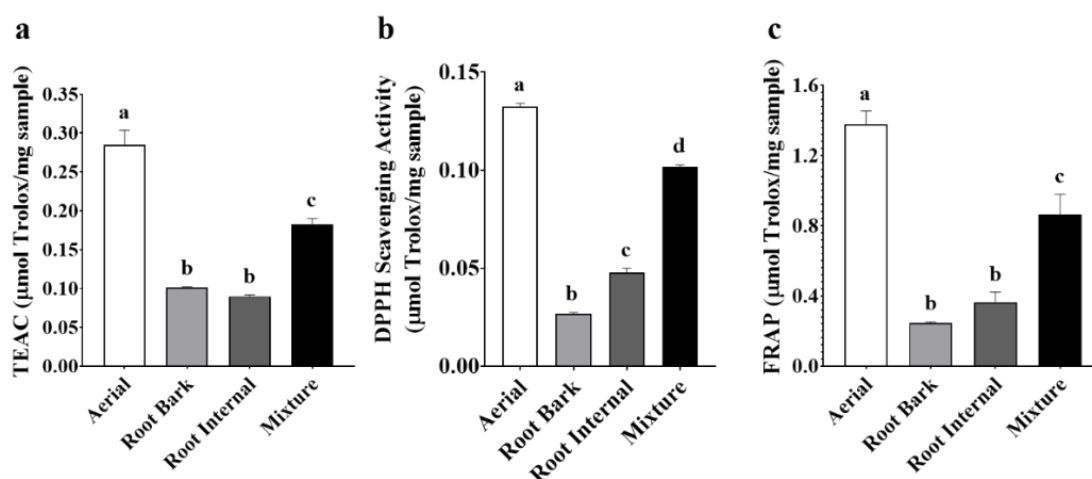 a
TEAC (µmol Trolox/mg sample)
0.35
0.30
0.25
0.20
0.15
0.10
0.05
0.00
a
b
b
c
Aerial
Root Bark
Root Internal
Mixture
b
DPPH Scavenging Activity
(µmol Trolox/mg sample)
0.15
0.10
0.05
0.00
a
b
c
d
Aerial
Root Bark
Root Internal
Mixture
c
FRAP (µmol Trolox/mg sample)
1.6
1.2
0.8
0.4
0.0
a
b
b
c
Aerial
Root Bark
Root Internal
Mixture